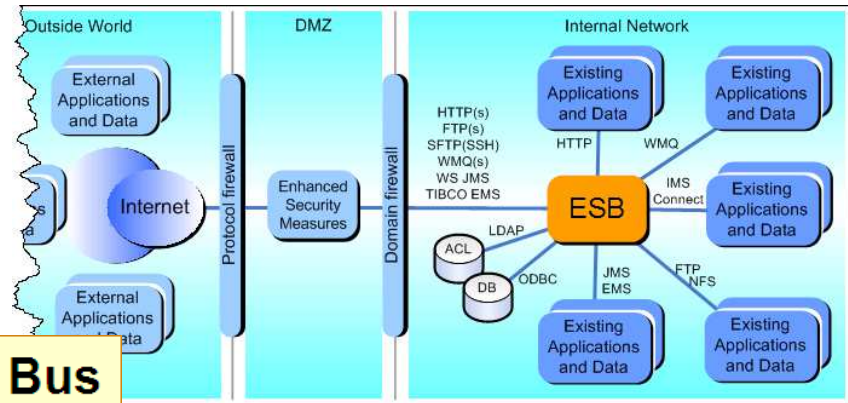 Outside World
DMZ
Internal Network
External
Applications
and Data
Internet
External
Applications
Data
Bus
Protocol firewall
Enhanced
Security
Measures
Domain firewall
HTTP(s)
FTP(s)
SFTP(SSH)
WMQ(s)
WS JMS
TIBCO EMS
ACL
LDAP
DB
ODBC
ESB
HTTP
WMQ
IMS
Connect
FTP
NFS
JMS
EMS
Existing
Applications
and Data
Existing
Applications
and Data
Existing
Applications
and Data
Existing
Applications
and Data
Existing
Applications
and Data